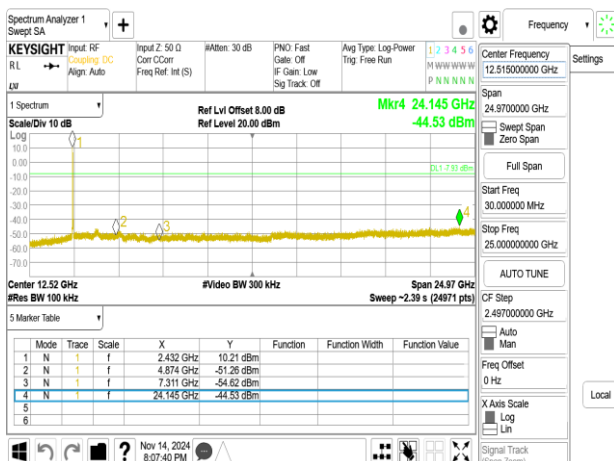 Spectrum Analyzer 1
Swept SA
+
Frequency
KEYSIGHT
RL
Input: RF
Coupling: DC
Align: Auto
Input Z: 50 Ω
Corr CCorr
Freq Ref: Int (S)
#Atten: 30 dB
PNO: Fast
Gate: Off
IF Gain: Low
Sig Track: Off
Avg Type: Log-Power
Trig: Free Run
1 2 3 4 5 6
M W W W W W
P N N N N N
LXI
1 Spectrum
Scale/Div 10 dB
Ref Lvl Offset 8.00 dB
Ref Level 20.00 dBm
Mkr4 24.145 GHz
-44.53 dBm
Log
10.0
0.00
-10.0
-20.0
-30.0
-40.0
-50.0
-60.0
-70.0
1
2
3
4
DL1 -7.93 dBm
Center 12.52 GHz
#Video BW 300 kHz
Span 24.97 GHz
#Res BW 100 kHz
Sweep ~2.39 s (24971 pts)
5 Marker Table
Mode Trace Scale X Y Function Function Width Function Value
1 N 1 f 2.432 GHz 10.21 dBm
2 N 1 f 4.874 GHz -51.26 dBm
3 N 1 f 7.311 GHz -54.62 dBm
4 N 1 f 24.145 GHz -44.53 dBm
5
6
?
Nov 14, 2024
8:07:40 PM
Center Frequency
12.515000000 GHz
Settings
Span
24.9700000 GHz
Swept Span
Zero Span
Full Span
Start Freq
30.000000 MHz
Stop Freq
25.000000000 GHz
AUTO TUNE
CF Step
2.497000000 GHz
Auto
Man
Freq Offset
0 Hz
X Axis Scale
Log
Lin
Local
Signal Track
(Span Zoom)